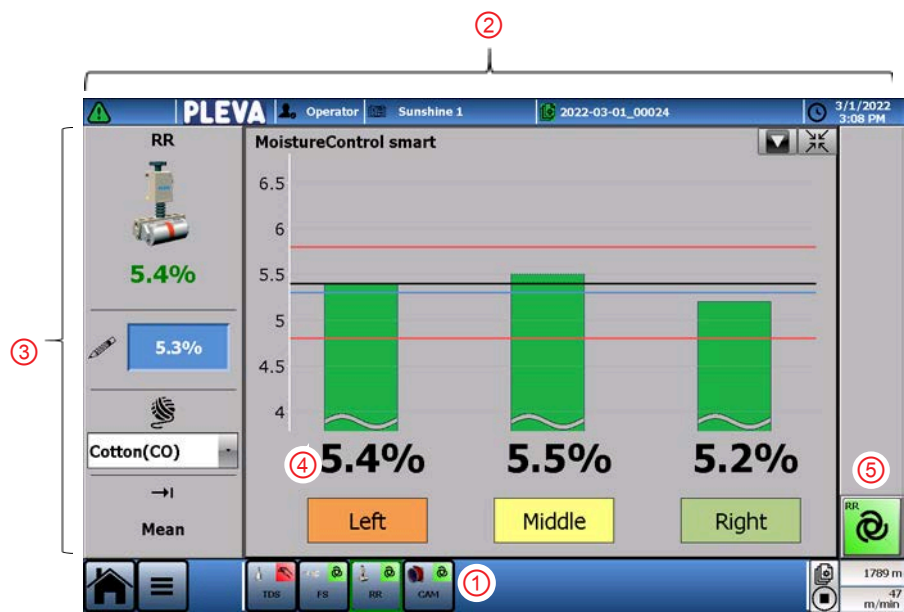 ②
PLEVA Operator Sunshine 1 2022-03-01_00024 3/1/2022
3:08 PM
RR
5.4%
5.3%
Cotton(CO)
Mean
③
MoistureControl smart
6.5
6
5.5
5
4.5
4
④ 5.4% 5.5% 5.2%
Left Middle Right
⑤
RR
TDS FS RR CAM
①
1789 m
47
m/min